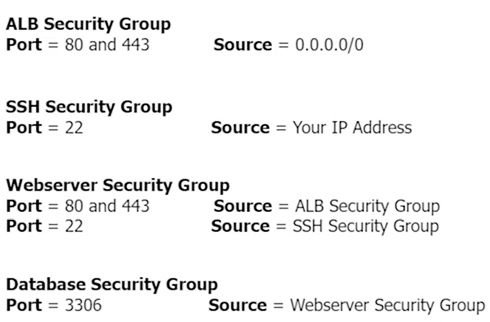 ALB Security Group
Port = 80 and 443 Source = 0.0.0.0/0
SSH Security Group
Port = 22 Source = Your IP Address
Webserver Security Group
Port = 80 and 443 Source = ALB Security Group
Port = 22 Source = SSH Security Group
Database Security Group
Port = 3306 Source = Webserver Security Group